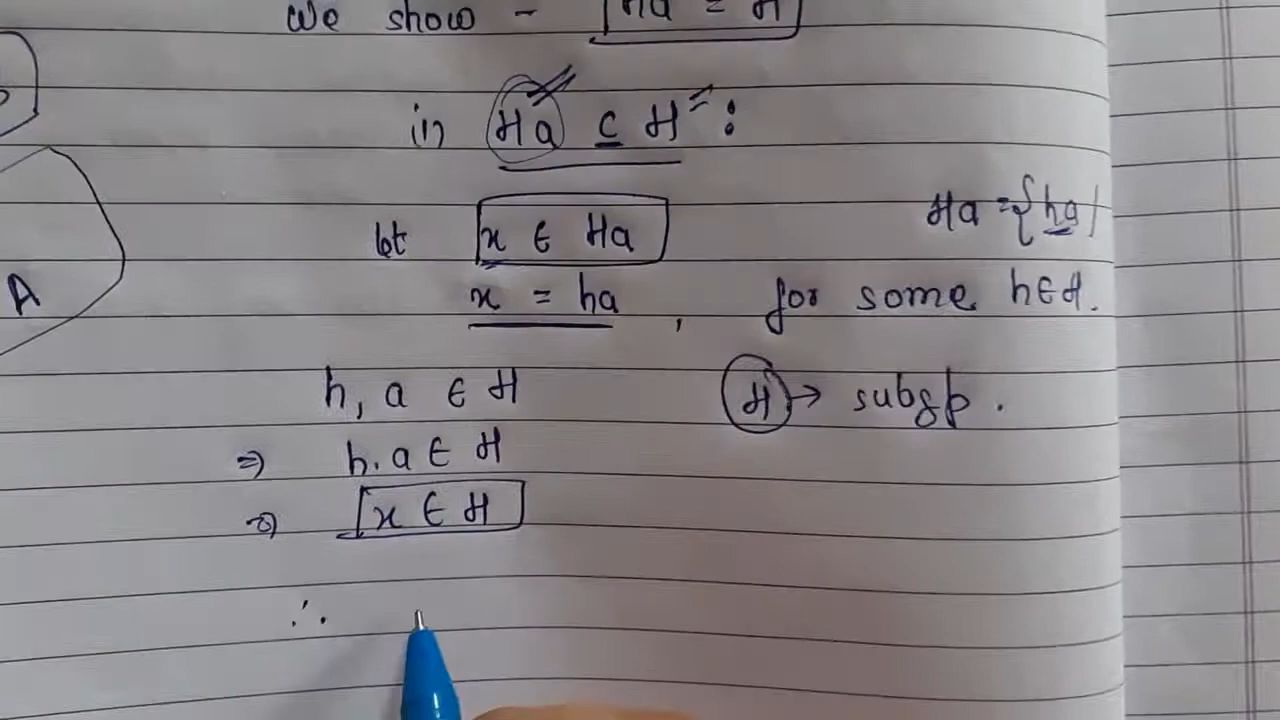 We show - Ha = H
(i) Ha ⊆ H :
let x ∈ Ha
Ha = {ha |
x = ha , for some h∈H.
A
h, a ∈ H
H → subgp.
⇒ h.a ∈ H
⇒ x ∈ H
∴